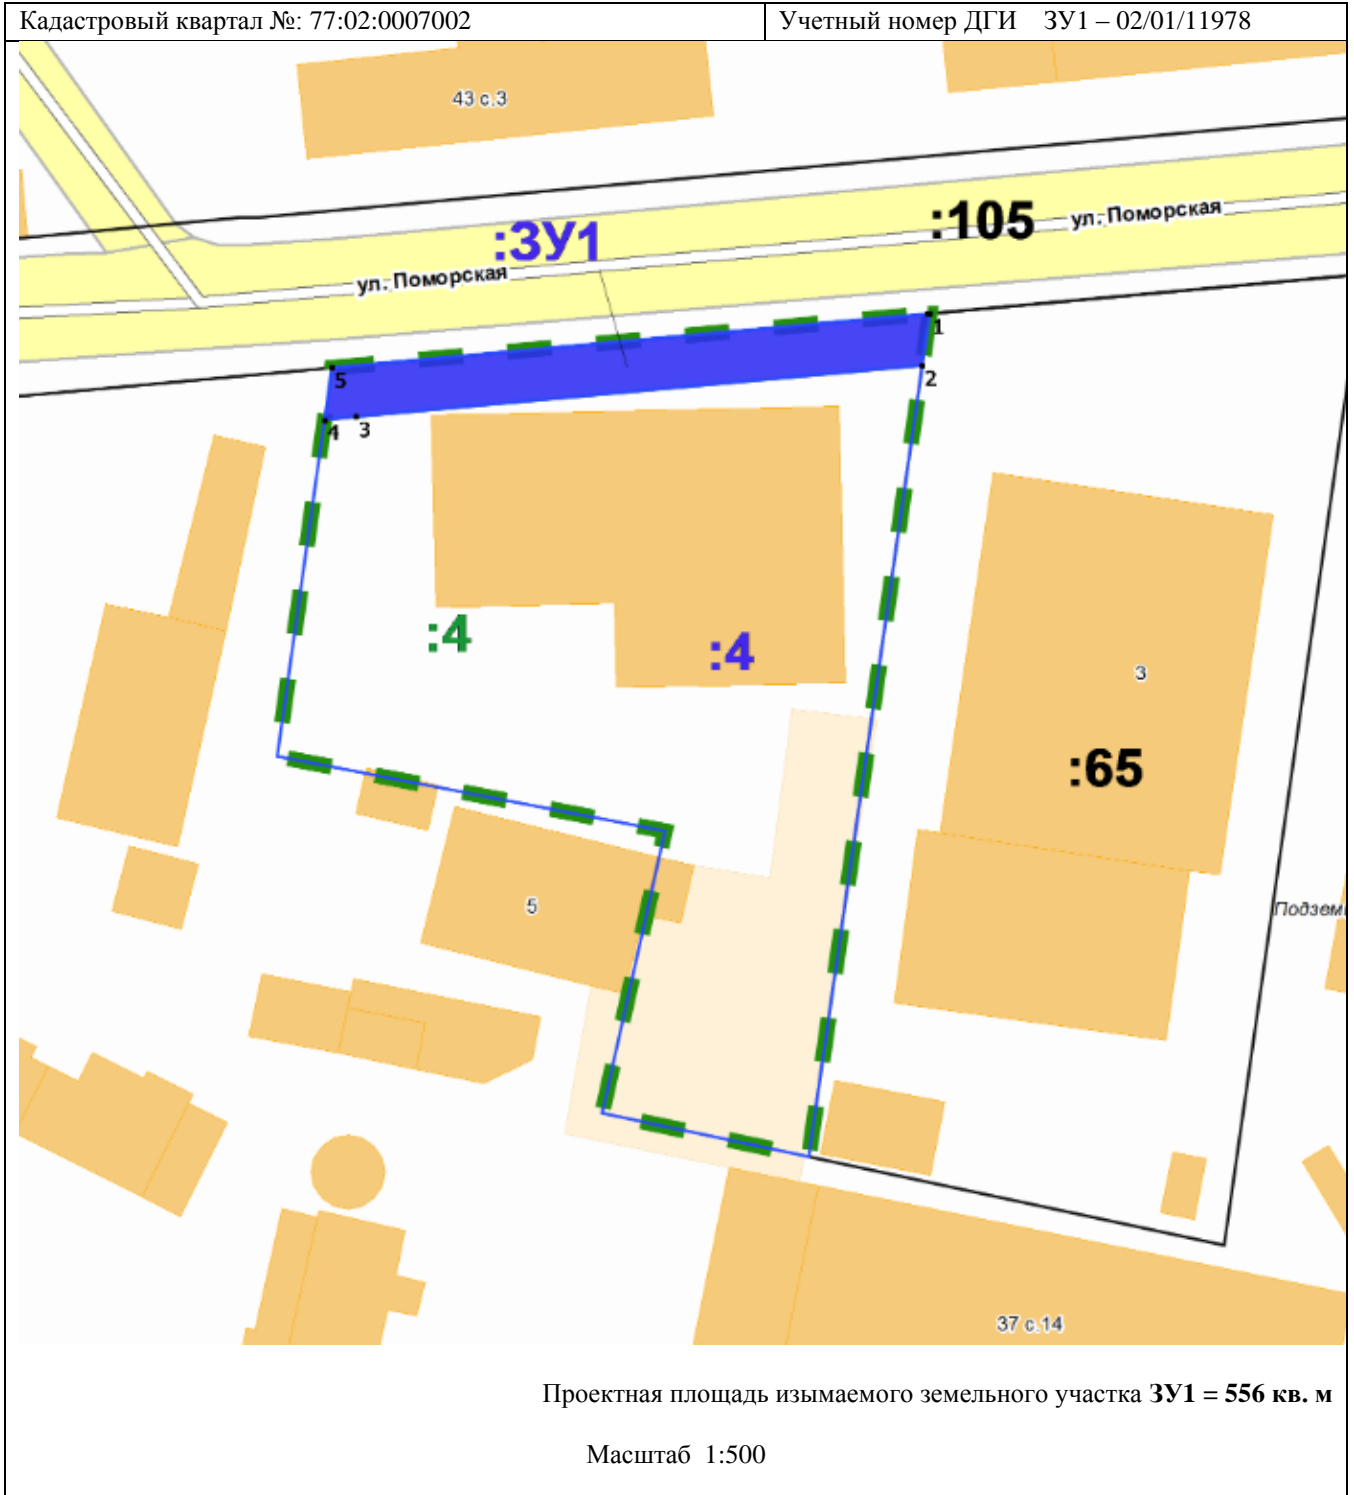 Кадастровый квартал №: 77:02:0007002
Учетный номер ДГИ ЗУ1 – 02/01/11978
43 с.3
:105
ул. Поморская
:ЗУ1
ул. Поморская
1
5
2
4
3
:4
:4
3
:65
5
37 с.14
Проектная площадь изымаемого земельного участка ЗУ1 = 556 кв. м
Масштаб 1:500